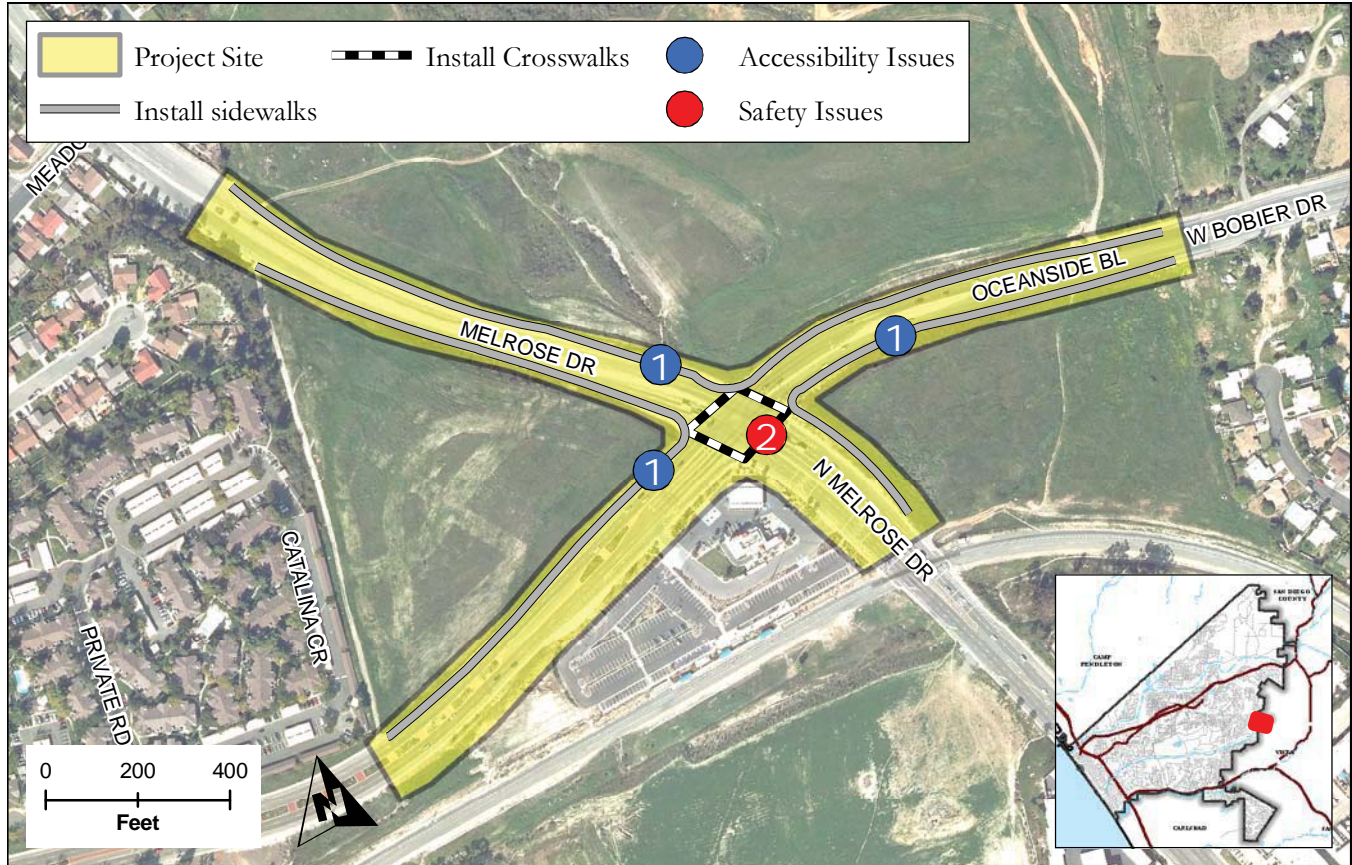 Project Site
Install Crosswalks
Accessibility Issues
Install sidewalks
Safety Issues
MEADO
W BOBIER DR
OCEANSIDE BL
MELROSE DR
1
1
2
1
N MELROSE DR
CATALINA CR
PRIVATE RD
0 200 400
Feet
N
SAN DIEGO
COUNTY
CAMP
PENDLETON
VISTA
CARLSBAD